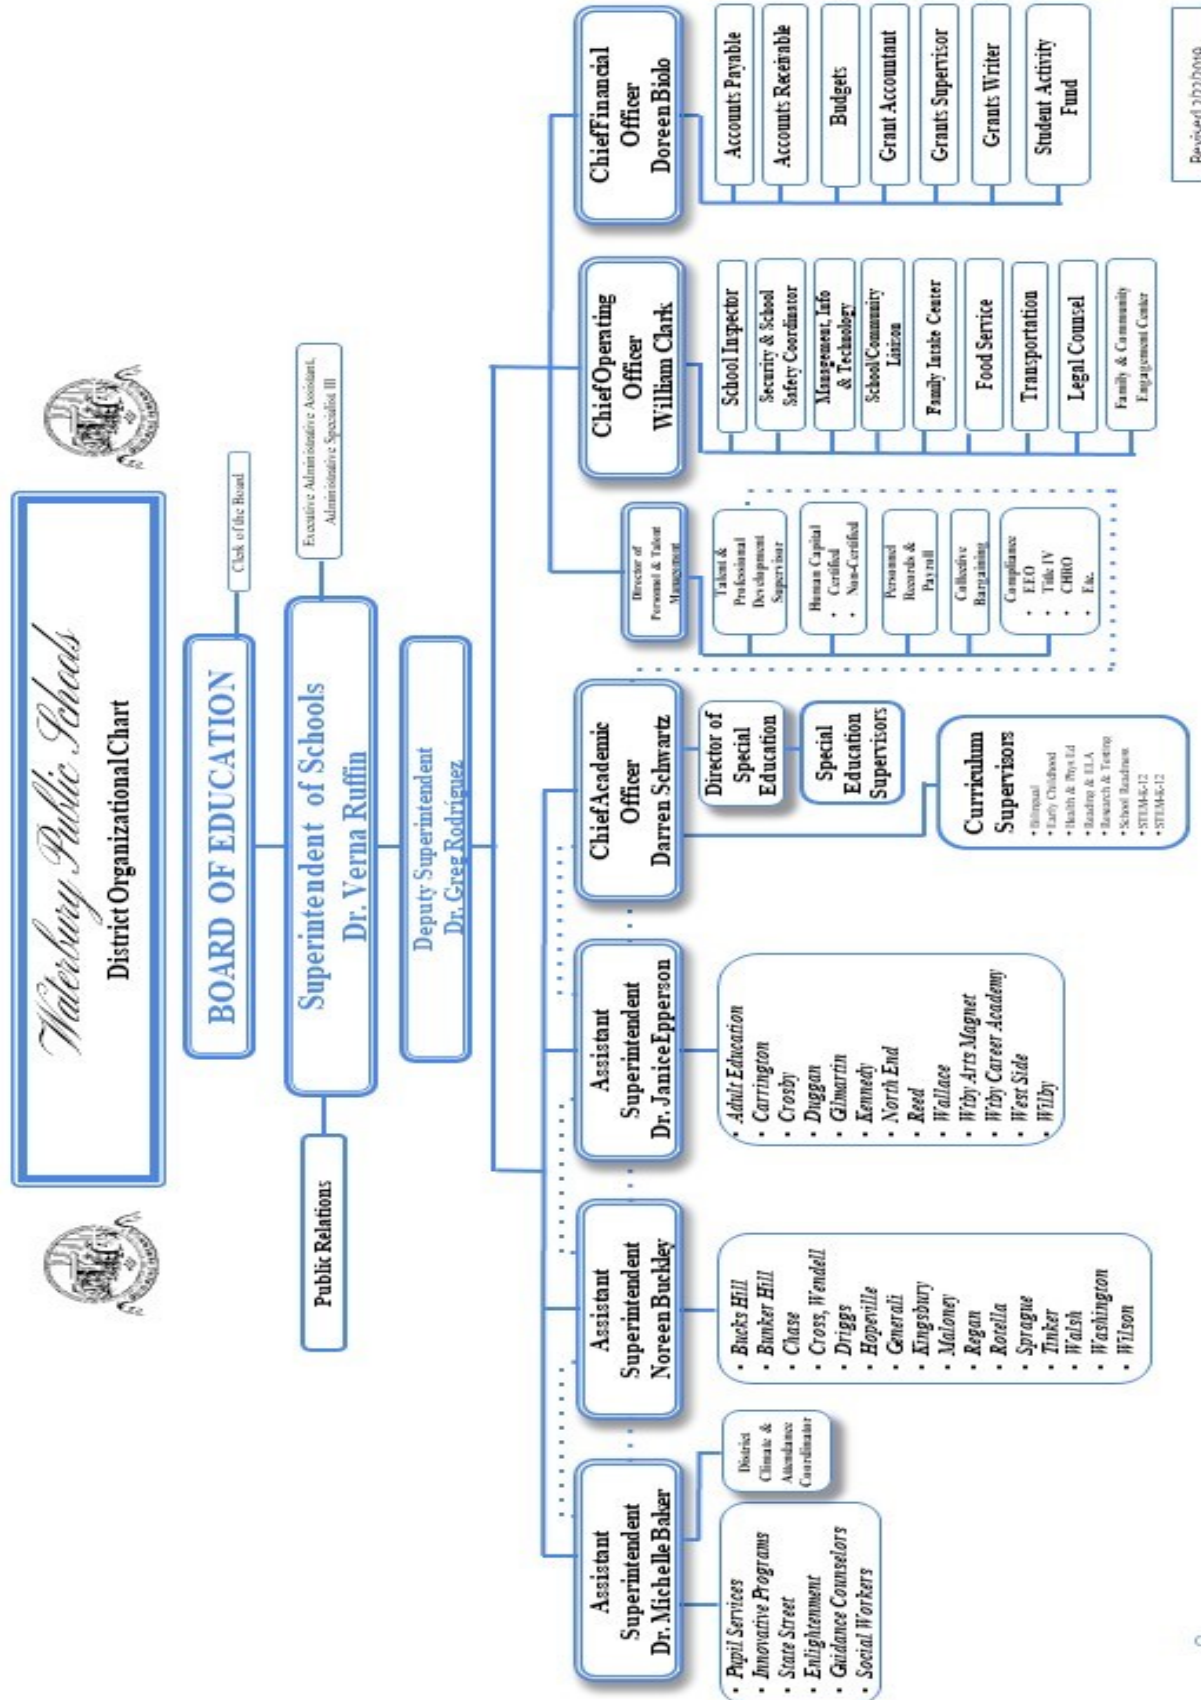 Waterbury Public Schools
District Organizational Chart
BOARD OF EDUCATION
Clerk of the Board
Superintendent of Schools
Dr. Verna Ruffin
Executive Administrative Assistant,
Administrative Specialist III
Public Relations
Deputy Superintendent
Dr. Greg Rodriguez
Assistant
Superintendent
Dr. Michelle Baker
• Pupil Services
• Innovative Programs
• State Street
• Enlightenment
• Guidance Counselors
• Social Workers
District
Climate &
Attendance
Coordinator
Assistant
Superintendent
Noreen Buckley
• Bucks Hill
• Bunker Hill
• Chase
• Cross, Wendell
• Driggs
• Hopeville
• Generali
• Kingsbury
• Maloney
• Regan
• Rotella
• Sprague
• Tinker
• Walsh
• Washington
• Wilson
Assistant
Superintendent
Dr. Janice Epperson
• Adult Education
• Carrington
• Crosby
• Duggan
• Gilmartin
• Kennedy
• North End
• Reed
• Wallace
• Wtby Arts Magnet
• Wtby Career Academy
• West Side
• Wilby
Chief Academic
Officer
Darren Schwartz
Director of
Special
Education
Special
Education
Supervisors
Curriculum
Supervisors
• Bilingual
• Early Childhood
• Health & Phys Ed
• Reading & ELA
• Research & Testing
• School Readiness
• STEM-K-12
• STEM-K-12
Director of
Personnel & Talent
Management
Talent &
Professional
Development
Supervisor
Human Capital
• Certified
• Non-Certified
Personnel
Records &
Payroll
Collective
Bargaining
Compliance
• EEO
• Title IV
• CHRO
• Etc.
Chief Operating
Officer
William Clark
School Inspector
Security & School
Safety Coordinator
Management, Info
& Technology
School/Community
Liaison
Family Intake Center
Food Service
Transportation
Legal Counsel
Family & Community
Engagement Center
Chief Financial
Officer
Doreen Biolo
Accounts Payable
Accounts Receivable
Budgets
Grant Accountant
Grants Supervisor
Grants Writer
Student Activity
Fund
Revised 2/22/2019